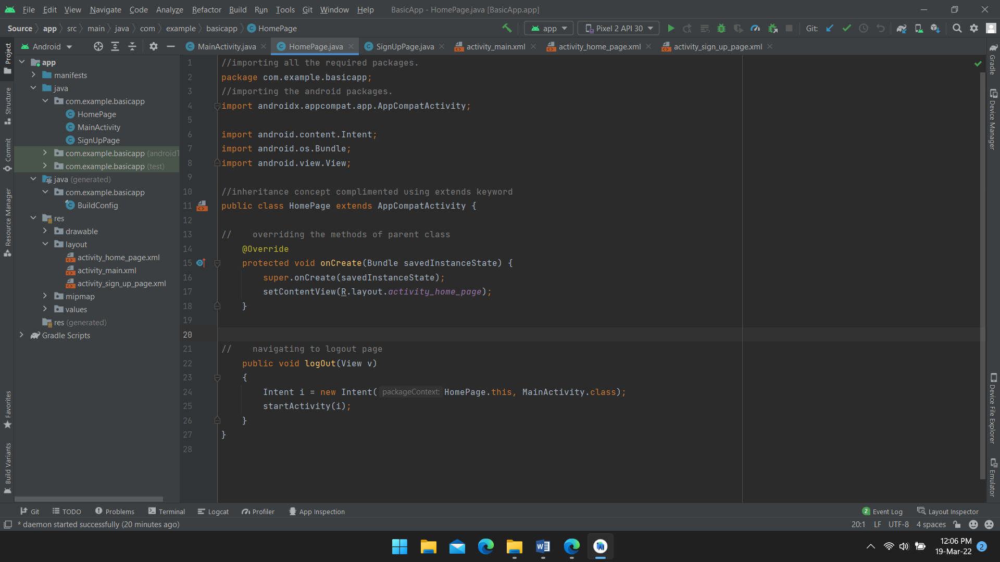 File Edit View Navigate Code Analyze Refactor Build Run Tools Git Window Help BasicApp - HomePage.java [BasicApp.app]
Source app src main java com example basicapp HomePage app Pixel 2 API 30 Git:
Android MainActivity.java HomePage.java SignUpPage.java activity_main.xml activity_home_page.xml activity_sign_up_page.xml
Project
Structure
Commit
Resource Manager
Favorites
Build Variants
app
manifests
java
com.example.basicapp
HomePage
MainActivity
SignUpPage
com.example.basicapp (androidT
com.example.basicapp (test)
java (generated)
com.example.basicapp
BuildConfig
res
drawable
layout
activity_home_page.xml
activity_main.xml
activity_sign_up_page.xml
mipmap
values
res (generated)
Gradle Scripts
1 //importing all the required packages.
2 package com.example.basicapp;
3 //importing the android packages.
4 import androidx.appcompat.app.AppCompatActivity;
5
6 import android.content.Intent;
7 import android.os.Bundle;
8 import android.view.View;
9
10 //inheritance concept complimented using extends keyword
11 public class HomePage extends AppCompatActivity {
12
13 //    overriding the methods of parent class
14     @Override
15     protected void onCreate(Bundle savedInstanceState) {
16         super.onCreate(savedInstanceState);
17         setContentView(R.layout.activity_home_page);
18     }
19
20
21 //    navigating to logout page
22     public void logOut(View v)
23     {
24         Intent i = new Intent( packageContext: HomePage.this, MainActivity.class);
25         startActivity(i);
26     }
27 }
28
Gradle
Device Manager
Device File Explorer
Emulator
Git TODO Problems Terminal Logcat Profiler App Inspection 2 Event Log Layout Inspector
* daemon started successfully (20 minutes ago) 20:1 LF UTF-8 4 spaces
12:06 PM
19-Mar-22 2